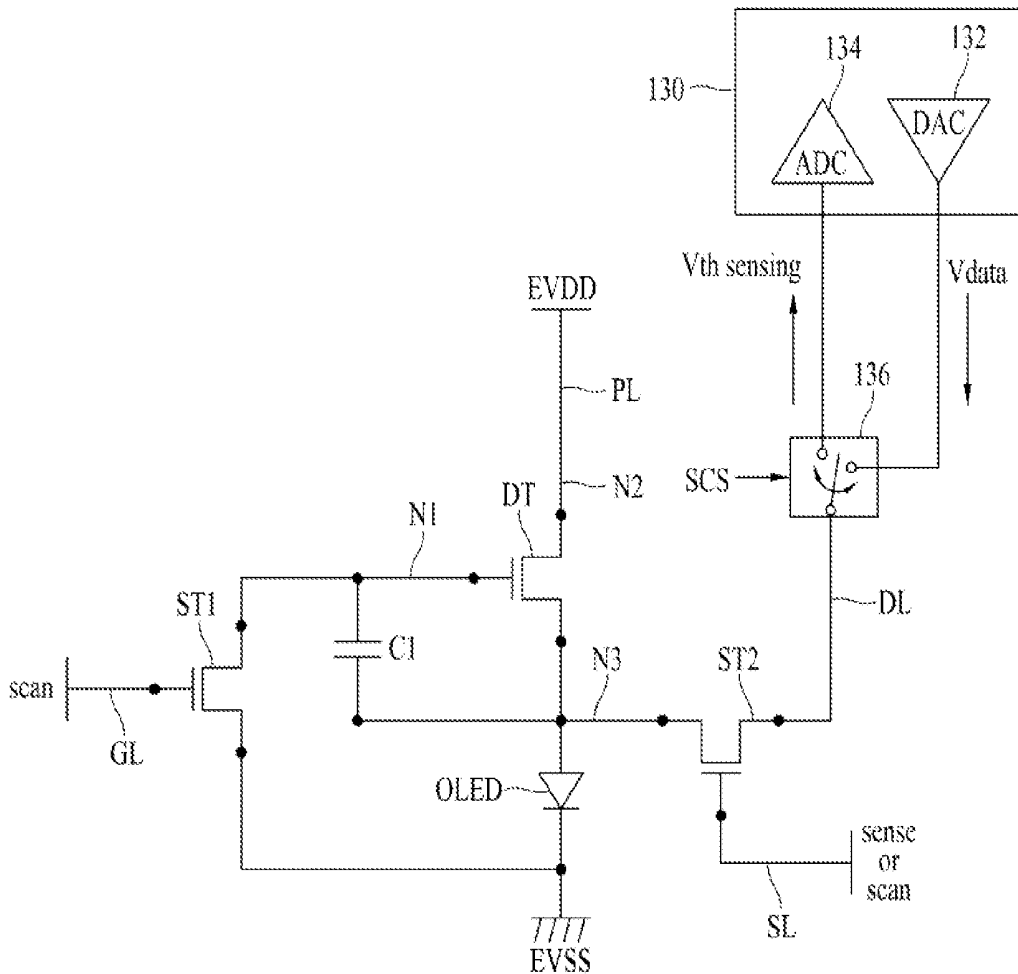 134
132
130
DAC
ADC
Vth sensing
Vdata
EVDD
PL
136
SCS
N2
DT
N1
ST1
C1
DL
N3
ST2
scan
GL
OLED
sense
or
scan
SL
EVSS